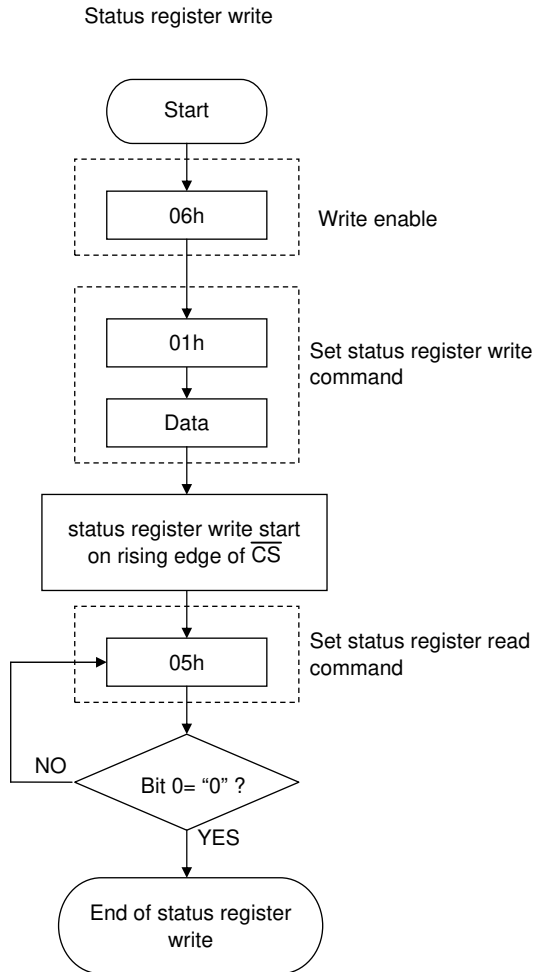 Status register write
Start
06h
Write enable
01h
Set status register write
command
Data
status register write start
on rising edge of C̅S̅
05h
Set status register read
command
NO
Bit 0= “0” ?
YES
End of status register
write